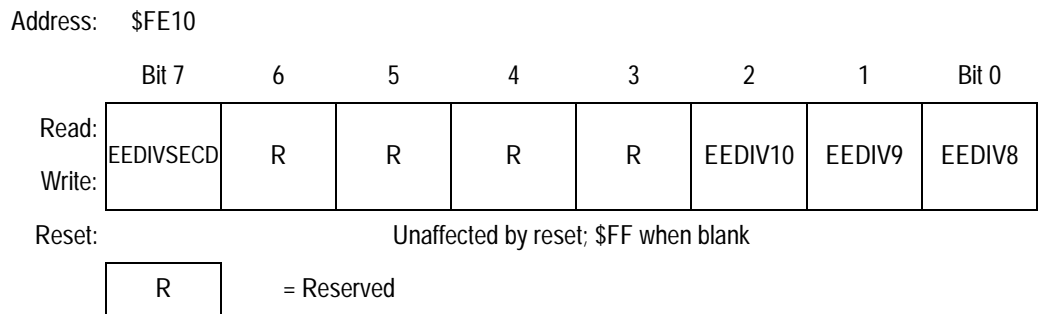 Address: $FE10
Bit 7 6 5 4 3 2 1 Bit 0
Read:
EEDIVSECD R R R R EEDIV10 EEDIV9 EEDIV8
Write:
Reset: Unaffected by reset; $FF when blank
R = Reserved